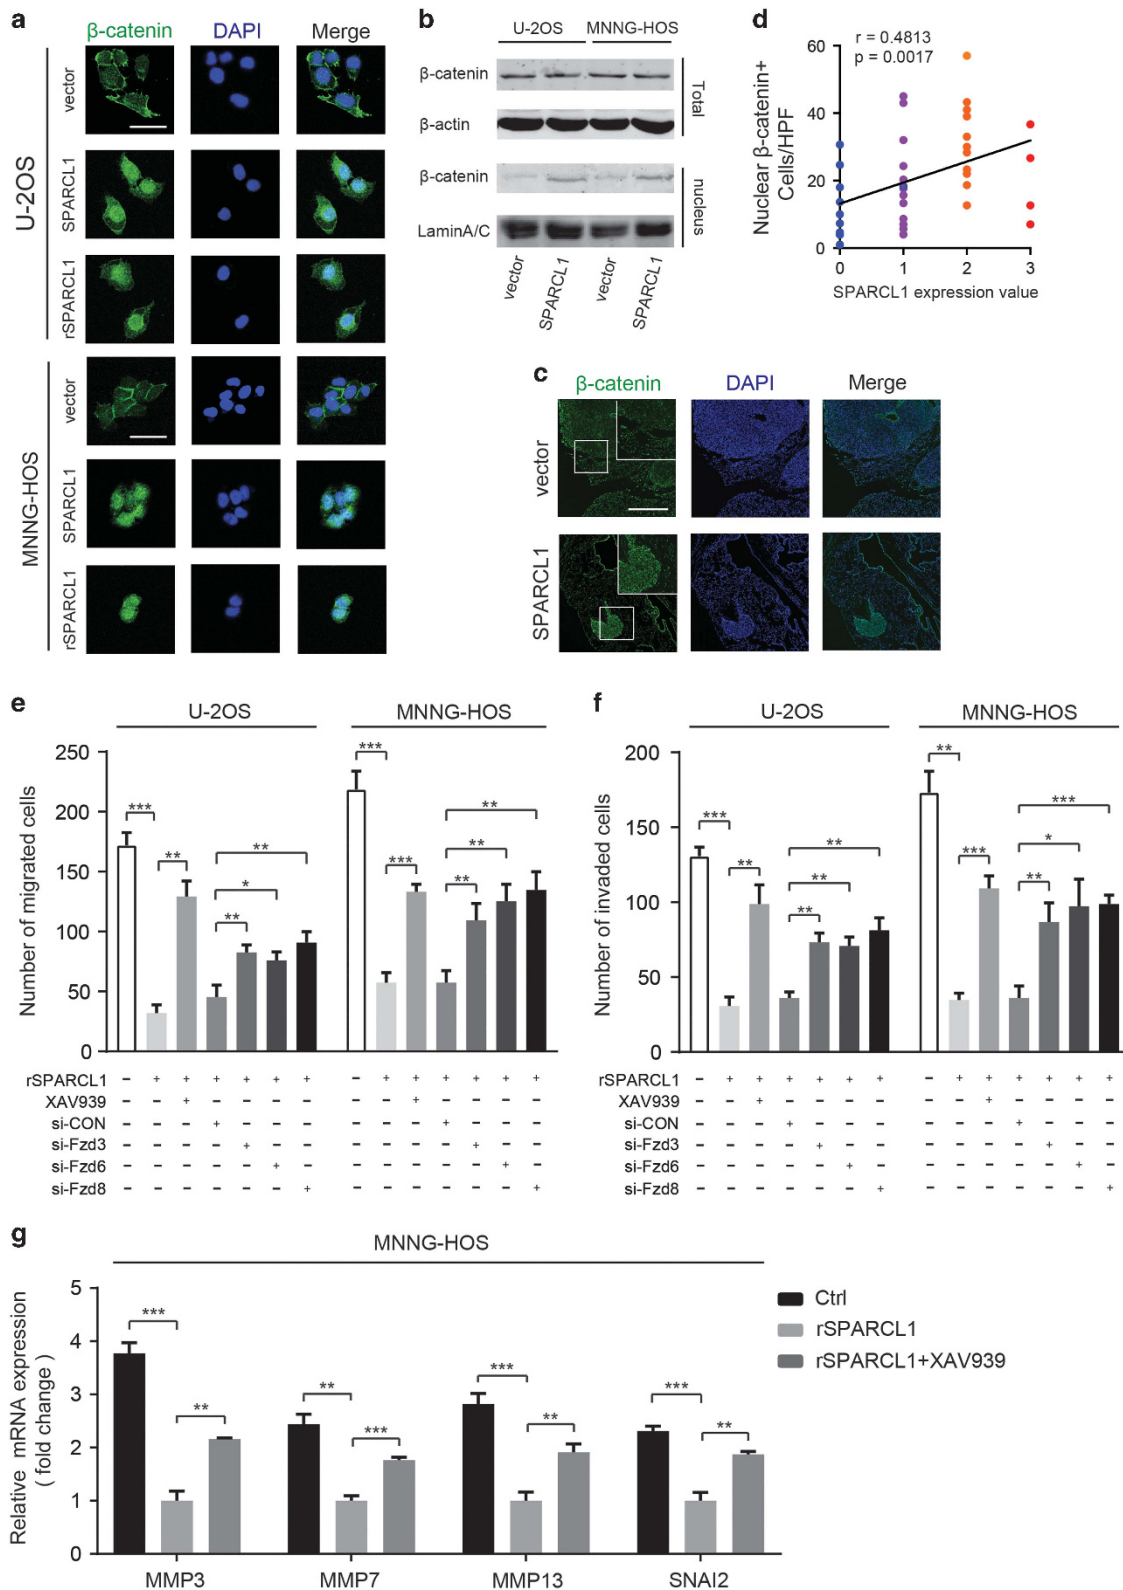 a
β-catenin DAPI Merge
U-2OS
vector
SPARCL1
rSPARCL1
MNNG-HOS
vector
SPARCL1
rSPARCL1
b
U-2OS MNNG-HOS
β-catenin
β-actin
Total
β-catenin
LaminA/C
nucleus
vector SPARCL1 vector SPARCL1
d
r = 0.4813
p = 0.0017
Nuclear β-catenin+
Cells/HPF
60
40
20
0
0 1 2 3
SPARCL1 expression value
c
β-catenin DAPI Merge
vector
SPARCL1
e
U-2OS MNNG-HOS
Number of migrated cells
250
200
150
100
50
0
*** ** ** * ** *** *** ** ** **
rSPARCL1 − + + + + + + − + + + + + +
XAV939 − − + − − − − − − + − − − −
si-CON − − − + − − − − − − + − − −
si-Fzd3 − − − − + − − − − − − + − −
si-Fzd6 − − − − − + − − − − − − + −
si-Fzd8 − − − − − − + − − − − − − +
f
U-2OS MNNG-HOS
Number of invaded cells
200
150
100
50
0
*** ** ** ** ** ** *** ** * ***
rSPARCL1 − + + + + + + − + + + + + +
XAV939 − − + − − − − − − + − − − −
si-CON − − − + − − − − − − + − − −
si-Fzd3 − − − − + − − − − − − + − −
si-Fzd6 − − − − − + − − − − − − + −
si-Fzd8 − − − − − − + − − − − − − +
g
MNNG-HOS
Relative mRNA expression
( fold change )
5
4
3
2
1
0
*** ** ** *** *** ** *** **
MMP3 MMP7 MMP13 SNAI2
Ctrl
rSPARCL1
rSPARCL1+XAV939